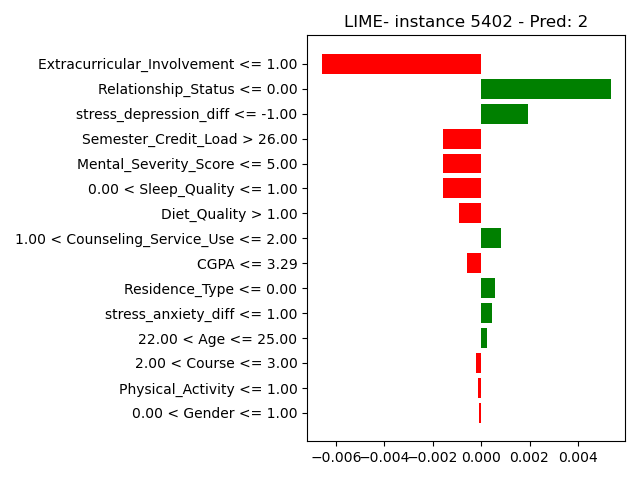 LIME- instance 5402 - Pred: 2
Extracurricular_Involvement <= 1.00
Relationship_Status <= 0.00
stress_depression_diff <= -1.00
Semester_Credit_Load > 26.00
Mental_Severity_Score <= 5.00
0.00 < Sleep_Quality <= 1.00
Diet_Quality > 1.00
1.00 < Counseling_Service_Use <= 2.00
CGPA <= 3.29
Residence_Type <= 0.00
stress_anxiety_diff <= 1.00
22.00 < Age <= 25.00
2.00 < Course <= 3.00
Physical_Activity <= 1.00
0.00 < Gender <= 1.00
−0.006 −0.004 −0.002 0.000 0.002 0.004